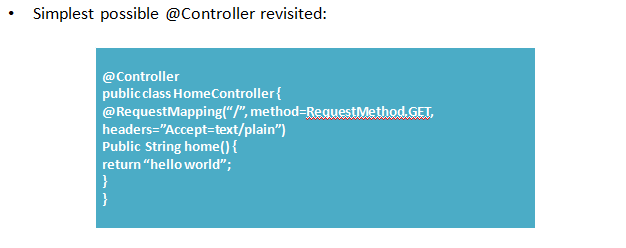 • Simplest possible @Controller revisited:
@Controller
public class HomeController {
@RequestMapping(“/”, method=RequestMethod.GET,
headers=”Accept=text/plain”)
Public String home() {
return “hello world”;
}
}